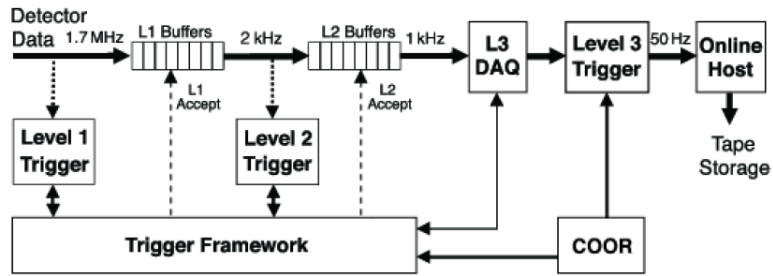 Detector
Data
1.7 MHz
L1 Buffers
2 kHz
L2 Buffers
1 kHz
L3
DAQ
Level 3
Trigger
50 Hz
Online
Host
L1
Accept
L2
Accept
Level 1
Trigger
Level 2
Trigger
Tape
Storage
Trigger Framework
COOR